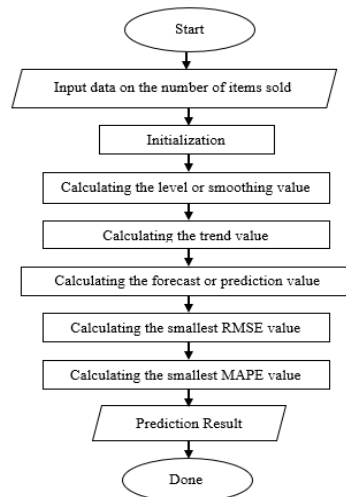 Start
Input data on the number of items sold
Initialization
Calculating the level or smoothing value
Calculating the trend value
Calculating the forecast or prediction value
Calculating the smallest RMSE value
Calculating the smallest MAPE value
Prediction Result
Done